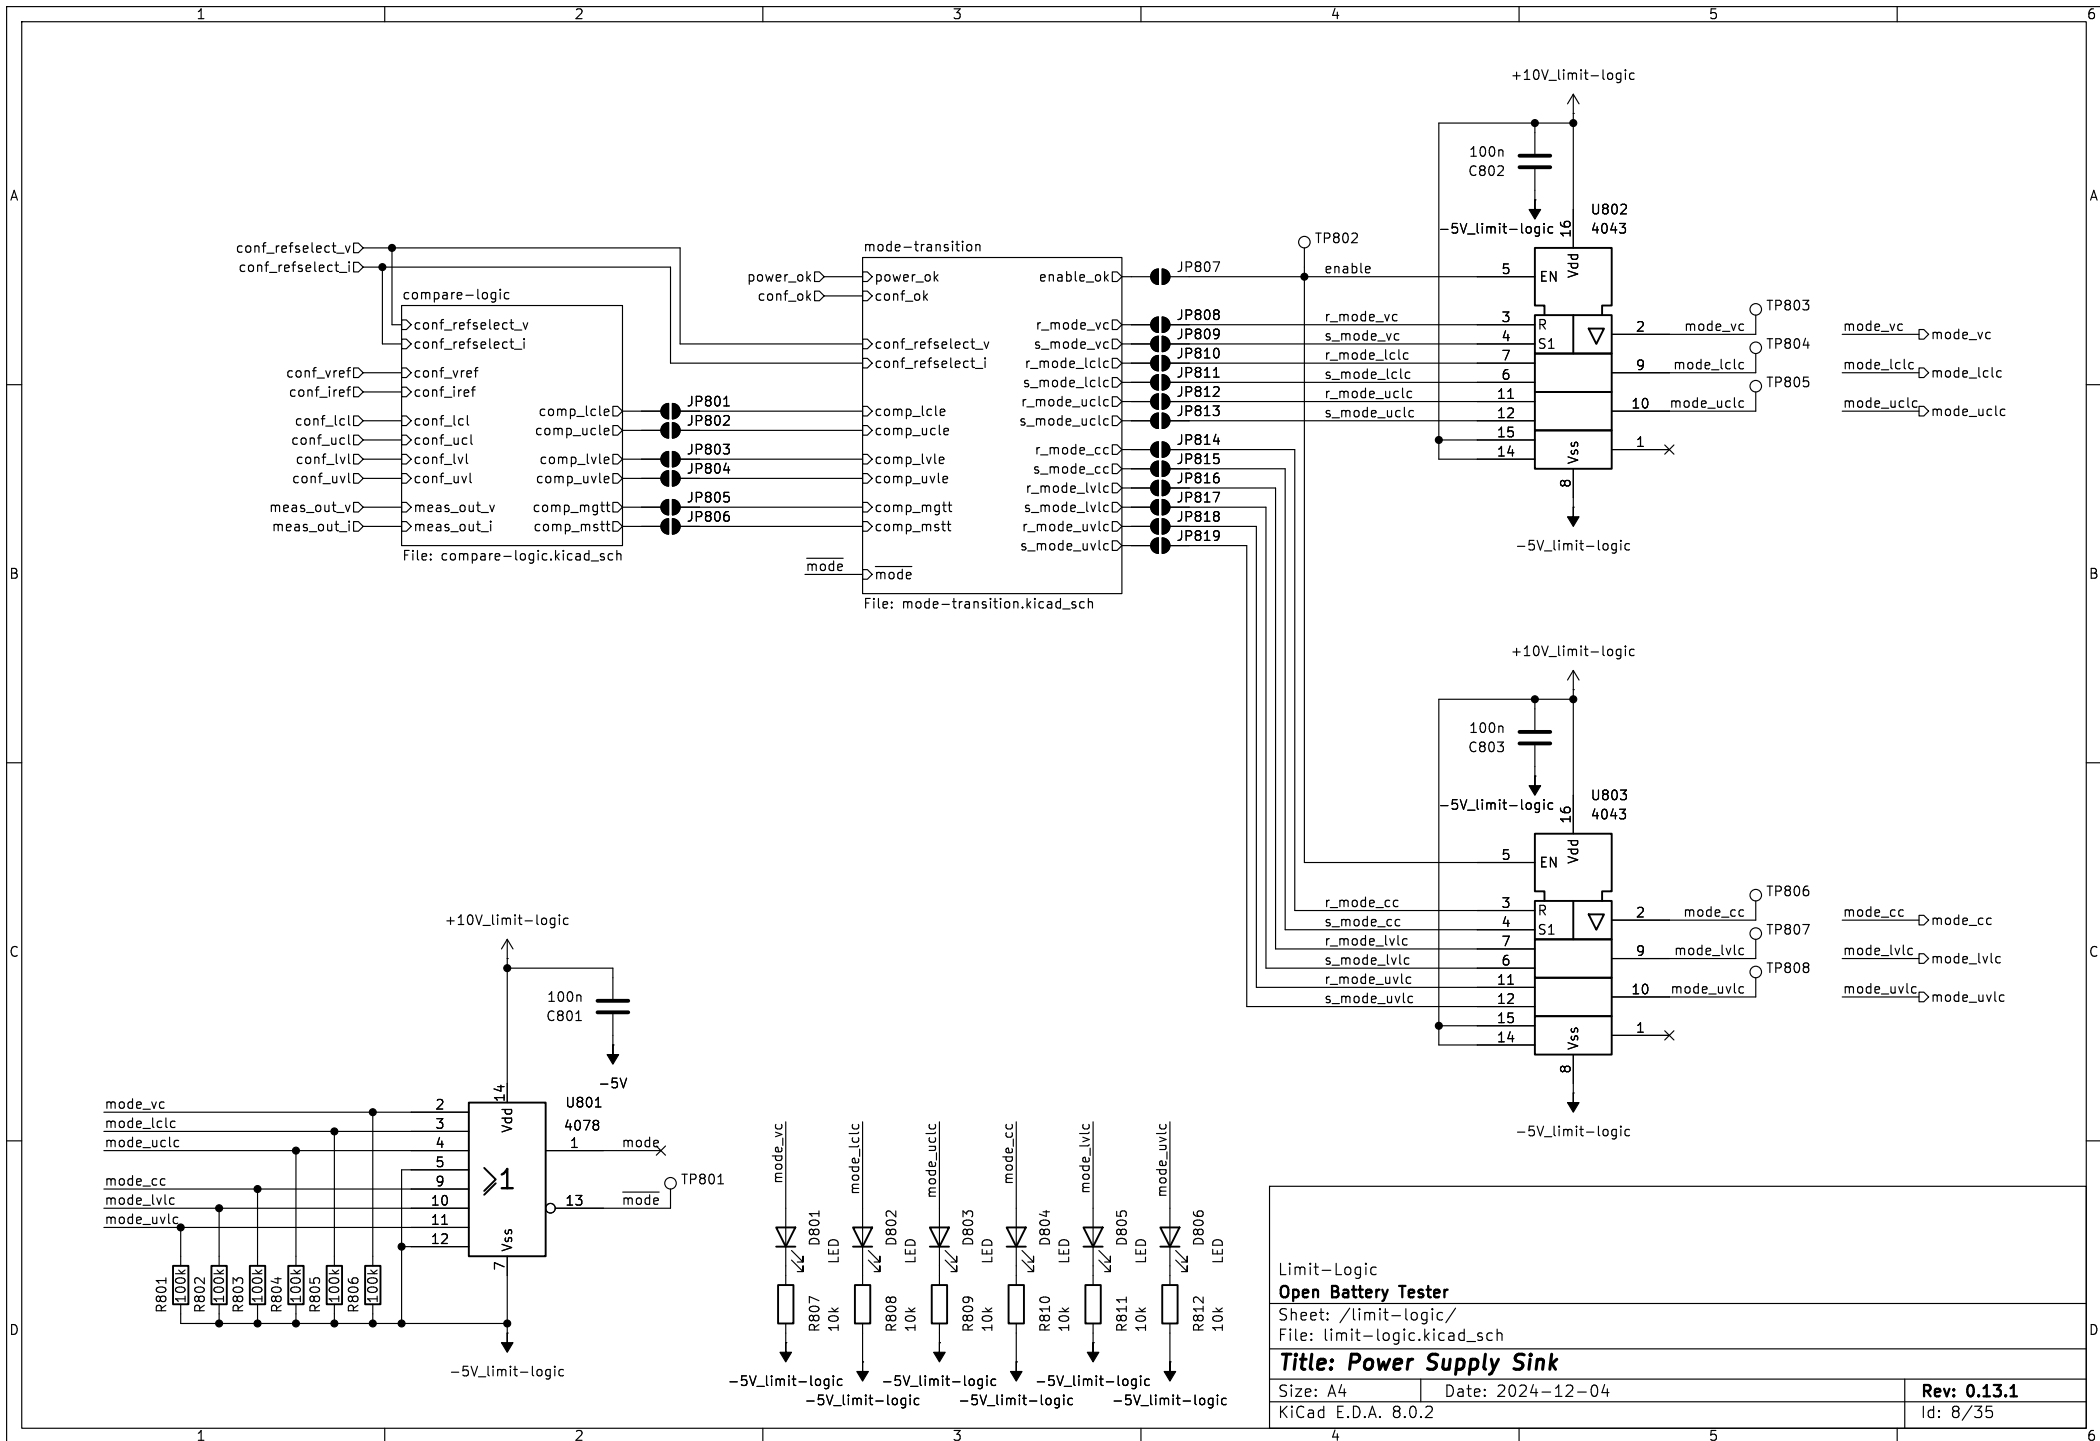 1 2 3 4 5 6
A
B
C
D
A
B
C
D
1 2 3 4 5 6
conf_refselect_v
conf_refselect_i
compare-logic
conf_refselect_v
conf_refselect_i
conf_vref conf_vref
conf_iref conf_iref
conf_lcl conf_lcl
conf_ucl conf_ucl
conf_lvl conf_lvl
conf_uvl conf_uvl
meas_out_v meas_out_v
meas_out_i meas_out_i
comp_lcle
comp_ucle
comp_lvle
comp_uvle
comp_mgtt
comp_mstt
File: compare-logic.kicad_sch
JP801
JP802
JP803
JP804
JP805
JP806
mode-transition
power_ok power_ok
conf_ok conf_ok
conf_refselect_v
conf_refselect_i
comp_lcle
comp_ucle
comp_lvle
comp_uvle
comp_mgtt
comp_mstt
mode mode
enable_ok
r_mode_vc
s_mode_vc
r_mode_lclc
s_mode_lclc
r_mode_uclc
s_mode_uclc
r_mode_cc
s_mode_cc
r_mode_lvlc
s_mode_lvlc
r_mode_uvlc
s_mode_uvlc
File: mode-transition.kicad_sch
JP807
JP808
JP809
JP810
JP811
JP812
JP813
JP814
JP815
JP816
JP817
JP818
JP819
TP802
enable
r_mode_vc
s_mode_vc
r_mode_lclc
s_mode_lclc
r_mode_uclc
s_mode_uclc
+10V_limit-logic
100n
C802
-5V_limit-logic
U802
4043
16
Vdd
5 EN
3 R
4 S1
7
6
11
12
15
14
Vss
8
-5V_limit-logic
2 mode_vc TP803
9 mode_lclc TP804
10 mode_uclc TP805
1
mode_vc mode_vc
mode_lclc mode_lclc
mode_uclc mode_uclc
+10V_limit-logic
100n
C803
-5V_limit-logic
U803
4043
16
Vdd
5 EN
r_mode_cc 3 R
s_mode_cc 4 S1
r_mode_lvlc 7
s_mode_lvlc 6
r_mode_uvlc 11
s_mode_uvlc 12
15
14
Vss
8
-5V_limit-logic
2 mode_cc TP806
9 mode_lvlc TP807
10 mode_uvlc TP808
1
mode_cc mode_cc
mode_lvlc mode_lvlc
mode_uvlc mode_uvlc
+10V_limit-logic
100n
C801
-5V
14
Vdd
U801
4078
mode_vc 2
mode_lclc 3
mode_uclc 4
5
mode_cc 9
mode_lvlc 10
mode_uvlc 11
12
≥1
1 mode
13 mode
TP801
Vss
7
R801 100k
R802 100k
R803 100k
R804 100k
R805 100k
R806 100k
-5V_limit-logic
mode_vc
mode_lclc
mode_uclc
mode_cc
mode_lvlc
mode_uvlc
D801 LED
D802 LED
D803 LED
D804 LED
D805 LED
D806 LED
R807 10k
R808 10k
R809 10k
R810 10k
R811 10k
R812 10k
-5V_limit-logic -5V_limit-logic -5V_limit-logic
-5V_limit-logic -5V_limit-logic -5V_limit-logic
Limit-Logic
Open Battery Tester
Sheet: /limit-logic/
File: limit-logic.kicad_sch
Title: Power Supply Sink
Size: A4 Date: 2024-12-04 Rev: 0.13.1
KiCad E.D.A. 8.0.2 Id: 8/35